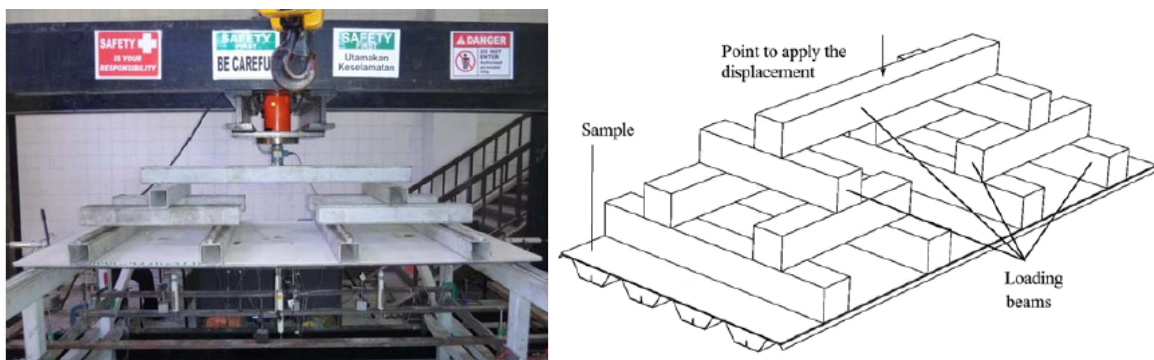 SAFETY
IS YOUR
RESPONSIBILITY
SAFETY
FIRST
BE CAREFUL
SAFETY
FIRST
Utamakan
Keselamatan
DANGER
DO NOT
ENTER
Point to apply the
displacement
Sample
Loading
beams